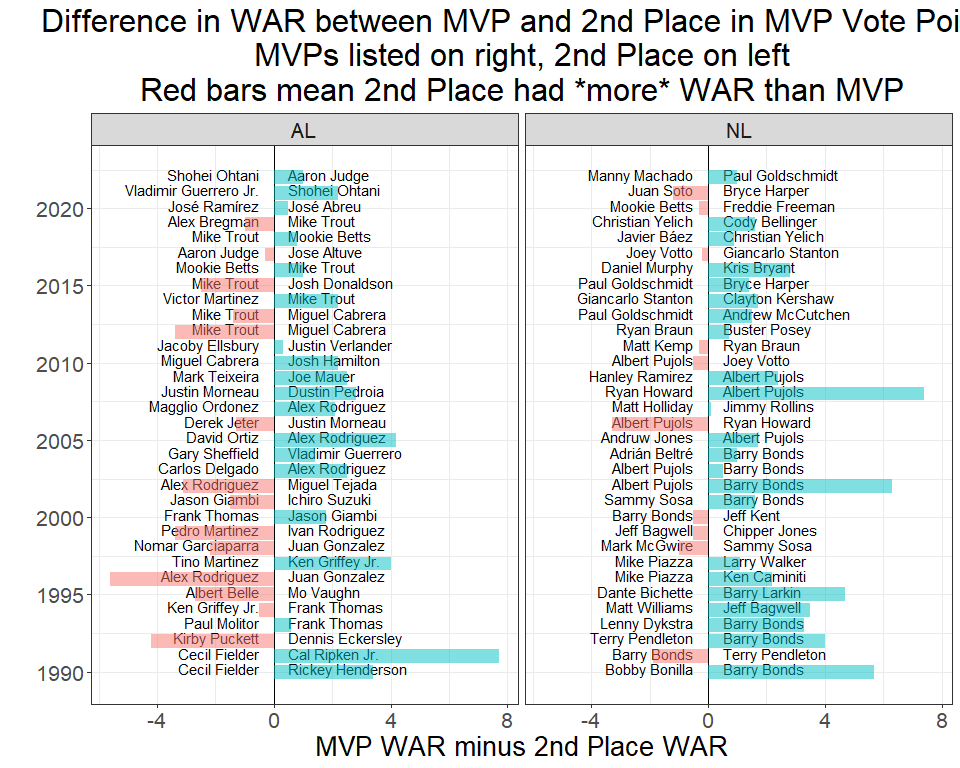 Difference in WAR between MVP and 2nd Place in MVP Vote Poi
MVPs listed on right, 2nd Place on left
Red bars mean 2nd Place had *more* WAR than MVP
AL NL
Shohei Ohtani Aaron Judge Manny Machado Paul Goldschmidt
Vladimir Guerrero Jr. Shohei Ohtani Juan Soto Bryce Harper
2020 José Ramírez José Abreu Mookie Betts Freddie Freeman
Alex Bregman Mike Trout Christian Yelich Cody Bellinger
Mike Trout Mookie Betts Javier Báez Christian Yelich
Aaron Judge Jose Altuve Joey Votto Giancarlo Stanton
Mookie Betts Mike Trout Daniel Murphy Kris Bryant
2015 Mike Trout Josh Donaldson Paul Goldschmidt Bryce Harper
Victor Martinez Mike Trout Giancarlo Stanton Clayton Kershaw
Mike Trout Miguel Cabrera Paul Goldschmidt Andrew McCutchen
Mike Trout Miguel Cabrera Ryan Braun Buster Posey
Jacoby Ellsbury Justin Verlander Matt Kemp Ryan Braun
2010 Miguel Cabrera Josh Hamilton Albert Pujols Joey Votto
Mark Teixeira Joe Mauer Hanley Ramirez Albert Pujols
Justin Morneau Dustin Pedroia Ryan Howard Albert Pujols
Magglio Ordonez Alex Rodriguez Matt Holliday Jimmy Rollins
Derek Jeter Justin Morneau Albert Pujols Ryan Howard
2005 David Ortiz Alex Rodriguez Andruw Jones Albert Pujols
Gary Sheffield Vladimir Guerrero Adrián Beltré Barry Bonds
Carlos Delgado Alex Rodriguez Albert Pujols Barry Bonds
Alex Rodriguez Miguel Tejada Albert Pujols Barry Bonds
Jason Giambi Ichiro Suzuki Sammy Sosa Barry Bonds
2000 Frank Thomas Jason Giambi Barry Bonds Jeff Kent
Pedro Martinez Ivan Rodriguez Jeff Bagwell Chipper Jones
Nomar Garciaparra Juan Gonzalez Mark McGwire Sammy Sosa
Tino Martinez Ken Griffey Jr. Mike Piazza Larry Walker
Alex Rodriguez Juan Gonzalez Mike Piazza Ken Caminiti
1995 Albert Belle Mo Vaughn Dante Bichette Barry Larkin
Ken Griffey Jr. Frank Thomas Matt Williams Jeff Bagwell
Paul Molitor Frank Thomas Lenny Dykstra Barry Bonds
Kirby Puckett Dennis Eckersley Terry Pendleton Barry Bonds
Cecil Fielder Cal Ripken Jr. Barry Bonds Terry Pendleton
1990 Cecil Fielder Rickey Henderson Bobby Bonilla Barry Bonds
-4 0 4 8 -4 0 4 8
MVP WAR minus 2nd Place WAR